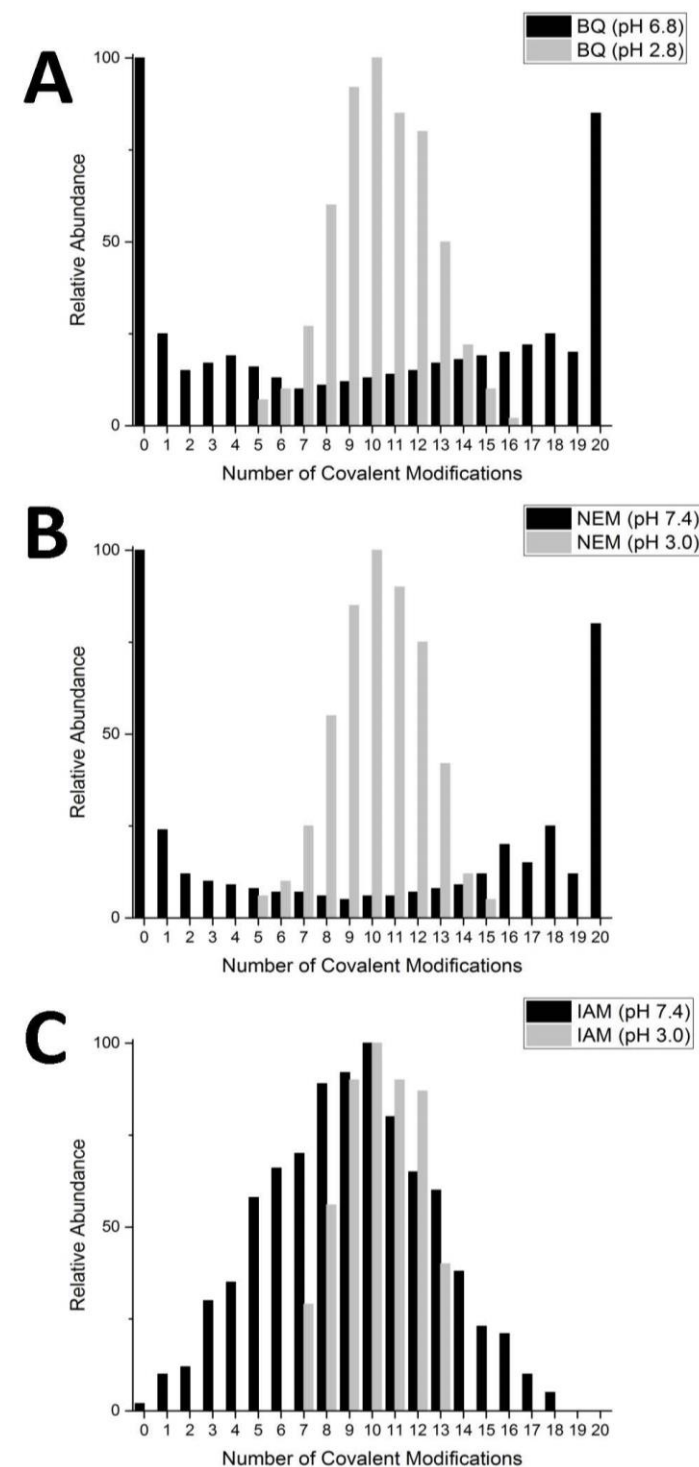 A
BQ (pH 6.8)
BQ (pH 2.8)
Relative Abundance
100
50
0
0 1 2 3 4 5 6 7 8 9 10 11 12 13 14 15 16 17 18 19 20
Number of Covalent Modifications
B
NEM (pH 7.4)
NEM (pH 3.0)
Relative Abundance
100
50
0
0 1 2 3 4 5 6 7 8 9 10 11 12 13 14 15 16 17 18 19 20
Number of Covalent Modifications
C
IAM (pH 7.4)
IAM (pH 3.0)
Relative Abundance
100
50
0
0 1 2 3 4 5 6 7 8 9 10 11 12 13 14 15 16 17 18 19 20
Number of Covalent Modifications